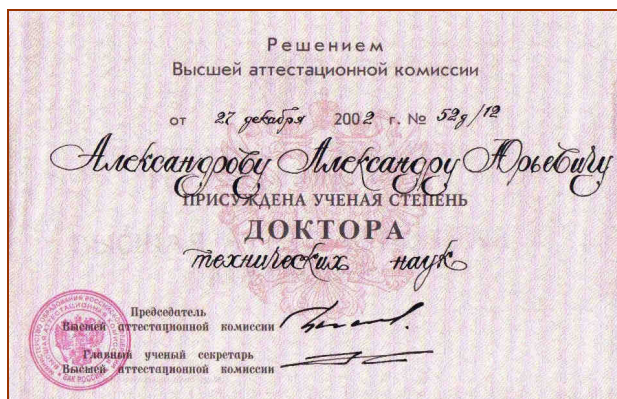 Решением
Высшей аттестационной комиссии
от 27 декабря 2002 г. № 52д/12
Александрову Александру Юрьевичу
ПРИСУЖДЕНА УЧЕНАЯ СТЕПЕНЬ
ДОКТОРА
технических наук
Председатель
Высшей аттестационной комиссии
Главный ученый секретарь
Высшей аттестационной комиссии